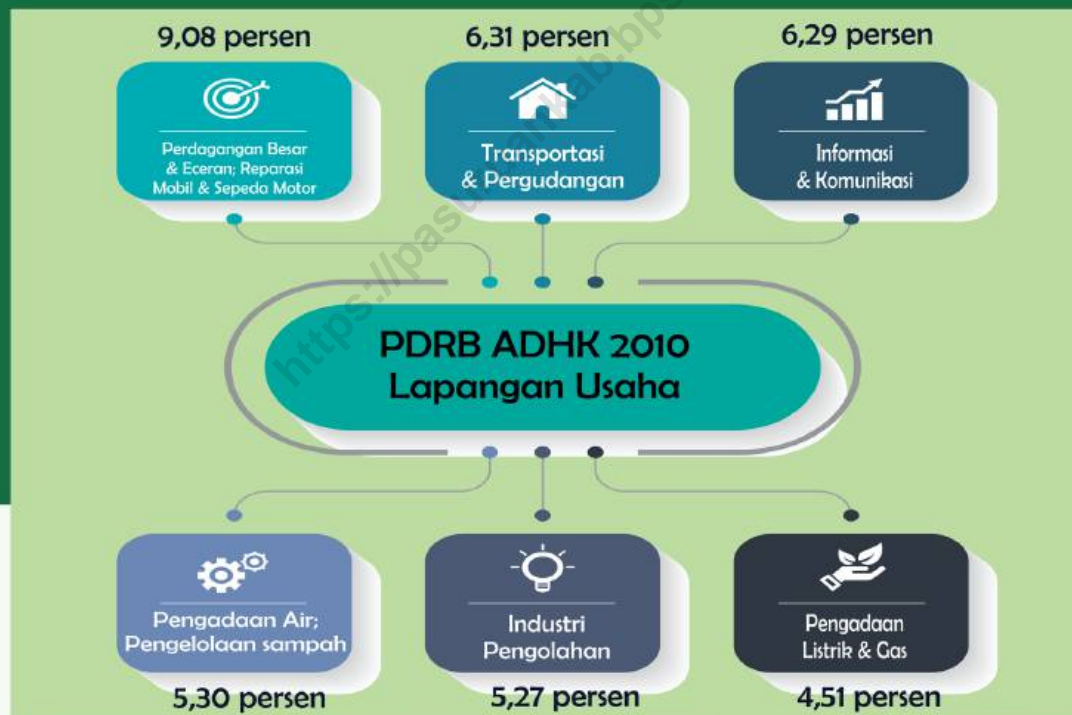 9,08 persen
6,31 persen
6,29 persen
Perdagangan Besar
& Eceran; Reparasi
Mobil & Sepeda Motor
Transportasi
& Pergudangan
Informasi
& Komunikasi
PDRB ADHK 2010
Lapangan Usaha
Pengadaan Air;
Pengelolaan sampah
Industri
Pengolahan
Pengadaan
Listrik & Gas
5,30 persen
5,27 persen
4,51 persen